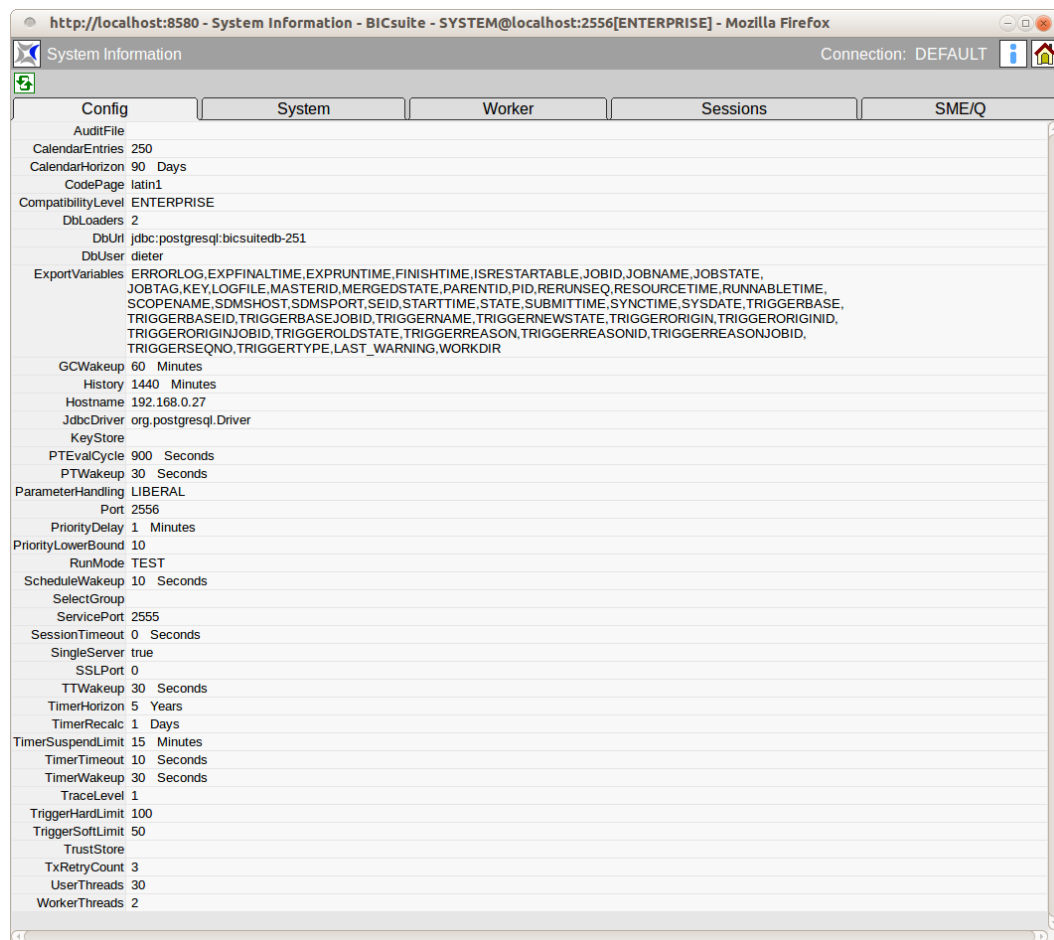 http://localhost:8580 - System Information - BICsuite - SYSTEM@localhost:2556[ENTERPRISE] - Mozilla Firefox
System Information Connection: DEFAULT
Config System Worker Sessions SME/Q
AuditFile
CalendarEntries 250
CalendarHorizon 90 Days
CodePage latin1
CompatibilityLevel ENTERPRISE
DbLoaders 2
DbUrl jdbc:postgresql:bicsuitedb-251
DbUser dieter
ExportVariables ERRORLOG,EXPFINALTIME,EXPRUNTIME,FINISHTIME,ISRESTARTABLE,JOBID,JOBNAME,JOBSTATE,
JOBTAG,KEY,LOGFILE,MASTERID,MERGEDSTATE,PARENTID,PID,RERUNSEQ,RESOURCETIME,RUNNABLETIME,
SCOPENAME,SDMSHOST,SDMSPORT,SEID,STARTTIME,STATE,SUBMITTIME,SYNCTIME,SYSDATE,TRIGGERBASE,
TRIGGERBASEID,TRIGGERBASEJOBID,TRIGGERNAME,TRIGGERNEWSTATE,TRIGGERORIGIN,TRIGGERORIGINID,
TRIGGERORIGINJOBID,TRIGGEROLDSTATE,TRIGGERREASON,TRIGGERREASONID,TRIGGERREASONJOBID,
TRIGGERSEQNO,TRIGGERTYPE,LAST_WARNING,WORKDIR
GCWakeup 60 Minutes
History 1440 Minutes
Hostname 192.168.0.27
JdbcDriver org.postgresql.Driver
KeyStore
PTEvalCycle 900 Seconds
PTWakeup 30 Seconds
ParameterHandling LIBERAL
Port 2556
PriorityDelay 1 Minutes
PriorityLowerBound 10
RunMode TEST
ScheduleWakeup 10 Seconds
SelectGroup
ServicePort 2555
SessionTimeout 0 Seconds
SingleServer true
SSLPort 0
TTWakeup 30 Seconds
TimerHorizon 5 Years
TimerRecalc 1 Days
TimerSuspendLimit 15 Minutes
TimerTimeout 10 Seconds
TimerWakeup 30 Seconds
TraceLevel 1
TriggerHardLimit 100
TriggerSoftLimit 50
TrustStore
TxRetryCount 3
UserThreads 30
WorkerThreads 2